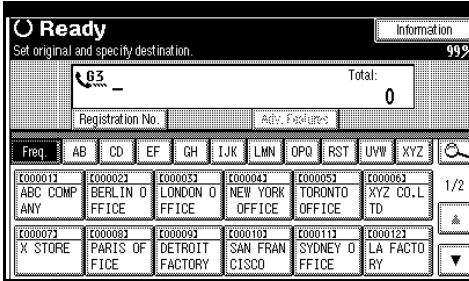 Ready
Information
Set original and specify destination.
99%
G3
Total:
0
Registration No.
Adv. Features
Freq. AB CD EF GH IJK LMN OPQ RST UVW XYZ
[00001] [00002] [00003] [00004] [00005] [00006]
ABC COMP BERLIN O LONDON O NEW YORK TORONTO XYZ CO.L
ANY FFICE FFICE OFFICE OFFICE TD
1/2
[00007] [00008] [00009] [00010] [00011] [00012]
X STORE PARIS OF DETROIT SAN FRAN SYDNEY O LA FACTO
FICE FACTORY CISCO FFICE RY